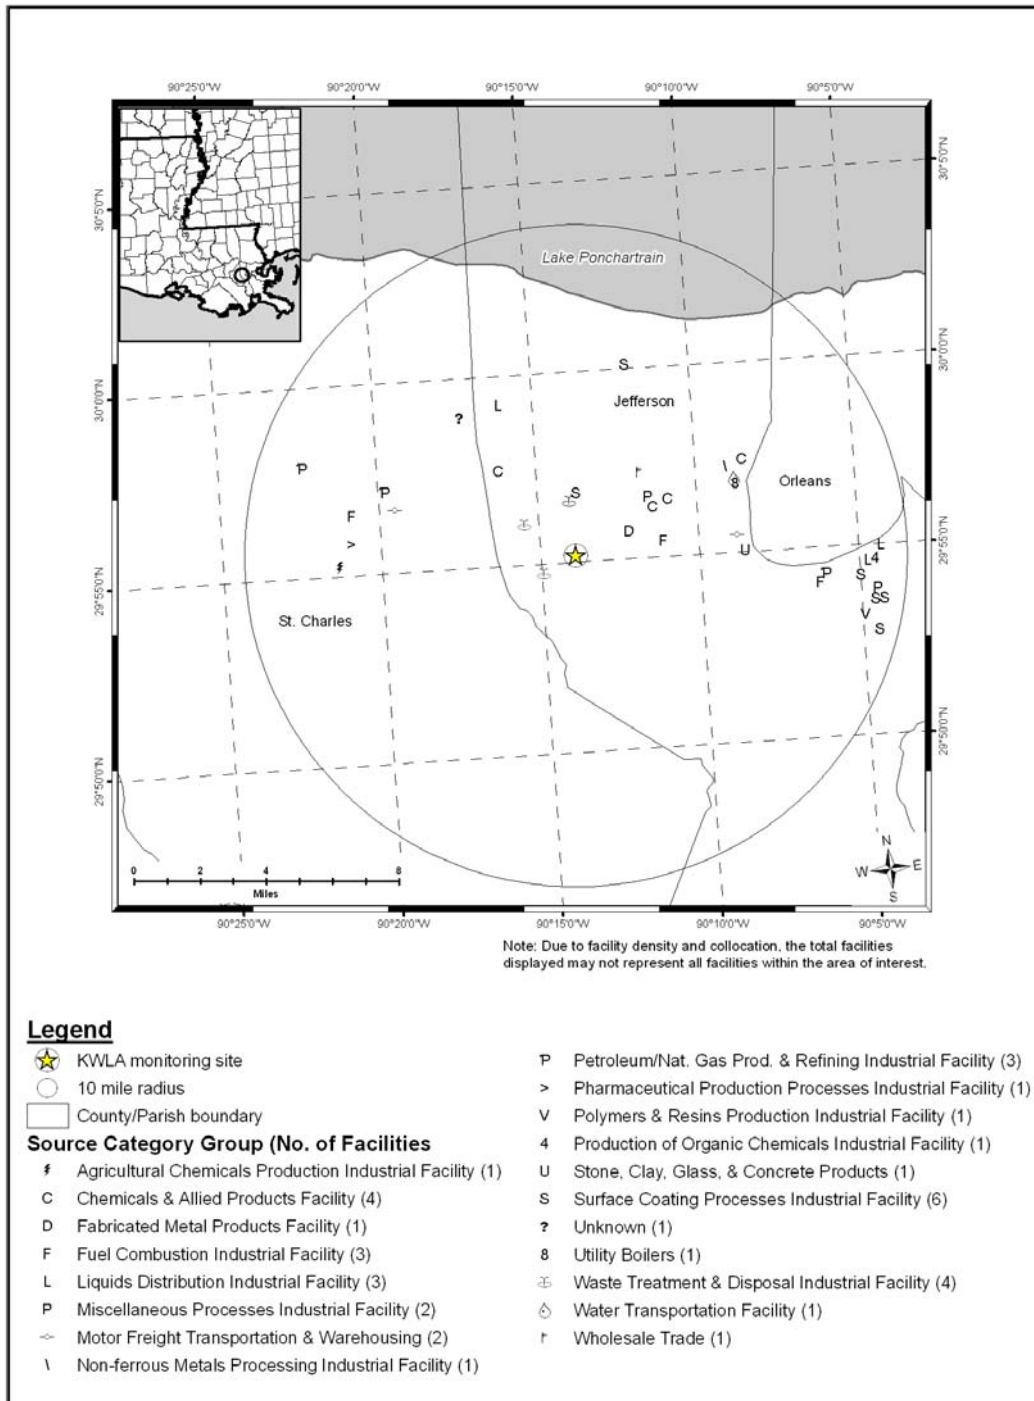 90°25'0"W 90°20'0"W 90°15'0"W 90°10'0"W 90°5'0"W
30°5'0"N
30°5'0"N
Lake Ponchartrain
30°0'0"N
S
Jefferson
30°0'0"N
L
?
C
I
P
C
Orleans
S
8
P
P C
C
F
D
F
29°55'0"N
>
U
L
L 4
P
F
S
P
S S
29°55'0"N
St. Charles
V
S
29°50'0"N
29°50'0"N
N
W E
S
0 2 4 6 8
Miles
90°25'0"W 90°20'0"W 90°15'0"W 90°10'0"W 90°5'0"W
Note: Due to facility density and collocation, the total facilities
displayed may not represent all facilities within the area of interest.
Legend
KWLA monitoring site
10 mile radius
County/Parish boundary
Source Category Group (No. of Facilities
Agricultural Chemicals Production Industrial Facility (1)
C Chemicals & Allied Products Facility (4)
D Fabricated Metal Products Facility (1)
F Fuel Combustion Industrial Facility (3)
L Liquids Distribution Industrial Facility (3)
P Miscellaneous Processes Industrial Facility (2)
Motor Freight Transportation & Warehousing (2)
\ Non-ferrous Metals Processing Industrial Facility (1)
P Petroleum/Nat. Gas Prod. & Refining Industrial Facility (3)
> Pharmaceutical Production Processes Industrial Facility (1)
V Polymers & Resins Production Industrial Facility (1)
4 Production of Organic Chemicals Industrial Facility (1)
U Stone, Clay, Glass, & Concrete Products (1)
S Surface Coating Processes Industrial Facility (6)
? Unknown (1)
8 Utility Boilers (1)
Waste Treatment & Disposal Industrial Facility (4)
Water Transportation Facility (1)
Wholesale Trade (1)